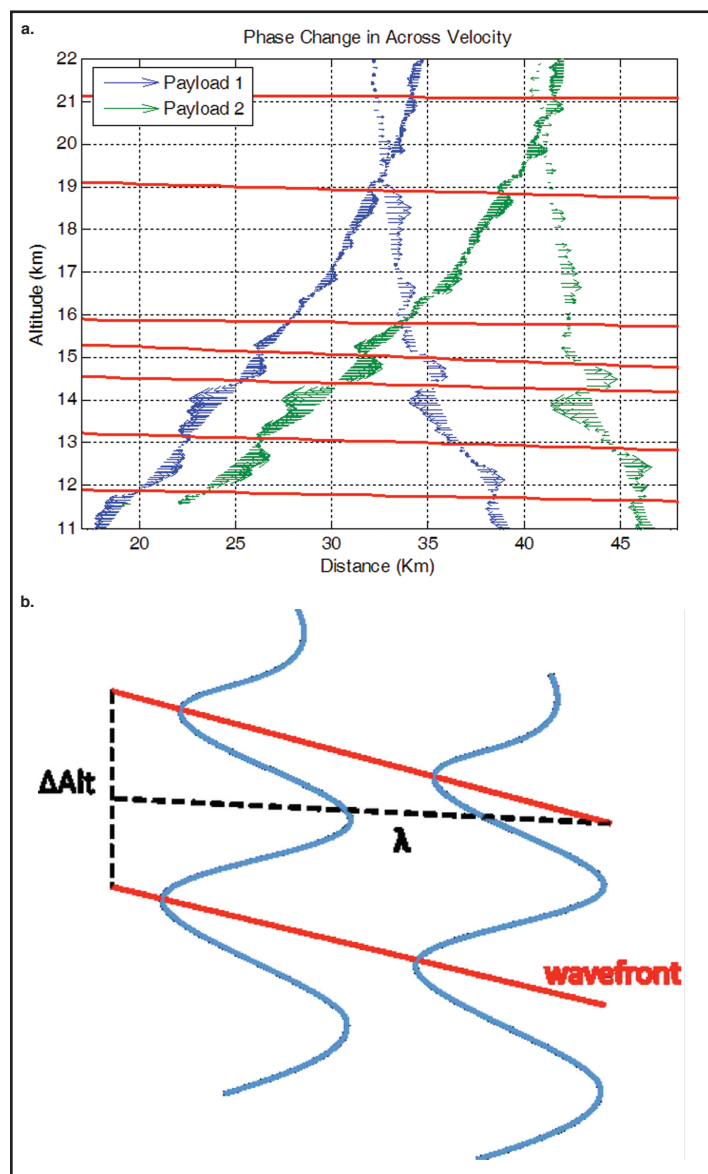 a.
Phase Change in Across Velocity
Payload 1
Payload 2
22
21
20
19
18
17
16
15
14
13
12
11
Altitude (km)
20 25 30 35 40 45
Distance (Km)
b.
ΔAlt
λ
wavefront